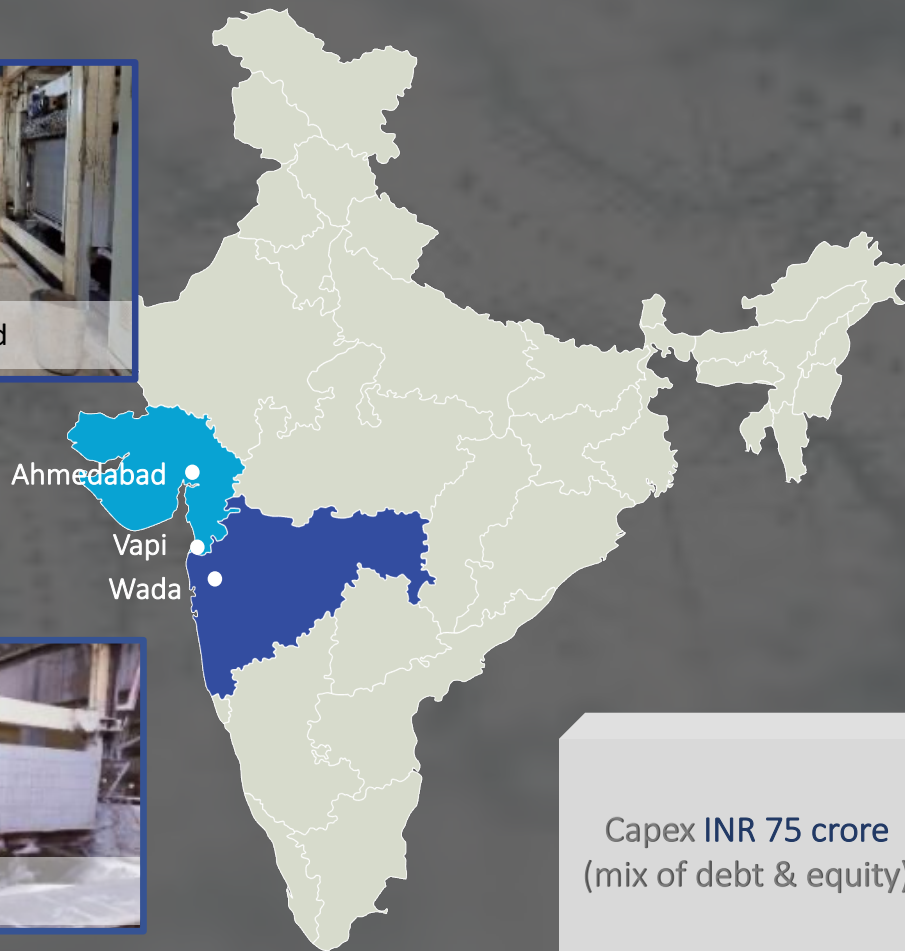 d
Ahmedabad
Vapi
Wada
Capex INR 75 crore
(mix of debt & equity)